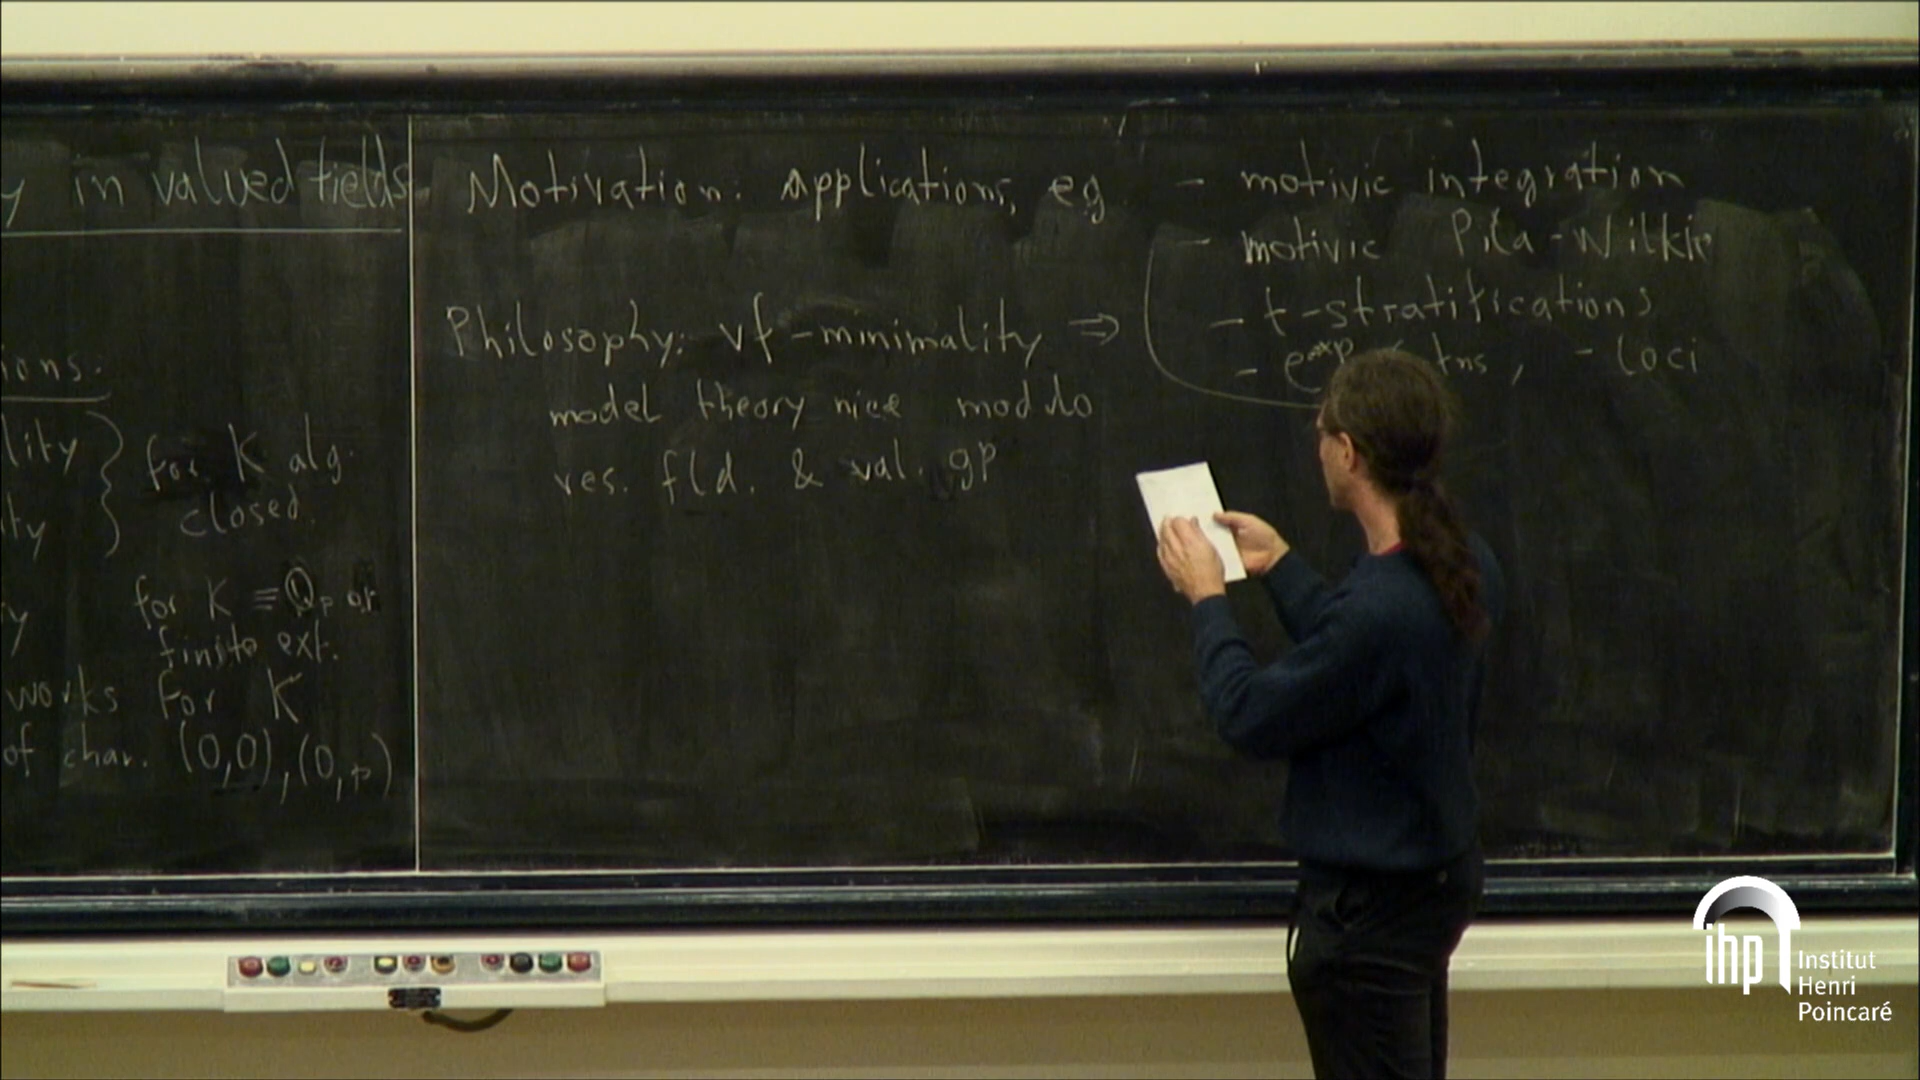 y in valued fields
ions:
lity } for K alg.
ty } closed.
y for K ≡ Qp or
finite ext.
works for K
of char. (0,0), (0,p)
Motivation: applications, eg
- motivic integration
- motivic Pila-Wilkie
- t-stratifications
- exp , - loci
Philosophy: vf-minimality ⇒
model theory nice modulo
res. fld. & val. gp
ihp Institut
Henri
Poincaré